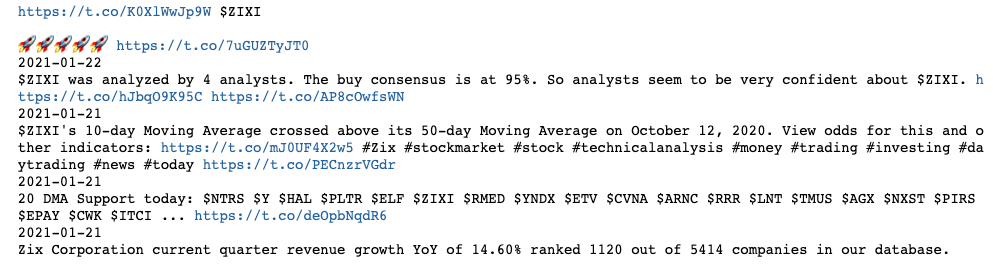 https://t.co/K0XlWwJp9W $ZIXI
🚀🚀🚀🚀🚀 https://t.co/7uGUZTyJT0
2021-01-22
$ZIXI was analyzed by 4 analysts. The buy consensus is at 95%. So analysts seem to be very confident about $ZIXI. h
ttps://t.co/hJbqO9K95C https://t.co/AP8cOwfsWN
2021-01-21
$ZIXI's 10-day Moving Average crossed above its 50-day Moving Average on October 12, 2020. View odds for this and o
ther indicators: https://t.co/mJ0UF4X2w5 #Zix #stockmarket #stock #technicalanalysis #money #trading #investing #da
ytrading #news #today https://t.co/PECnzrVGdr
2021-01-21
20 DMA Support today: $NTRS $Y $HAL $PLTR $ELF $ZIXI $RMED $YNDX $ETV $CVNA $ARNC $RRR $LNT $TMUS $AGX $NXST $PIRS
$EPAY $CWK $ITCI ... https://t.co/deOpbNqdR6
2021-01-21
Zix Corporation current quarter revenue growth YoY of 14.60% ranked 1120 out of 5414 companies in our database.